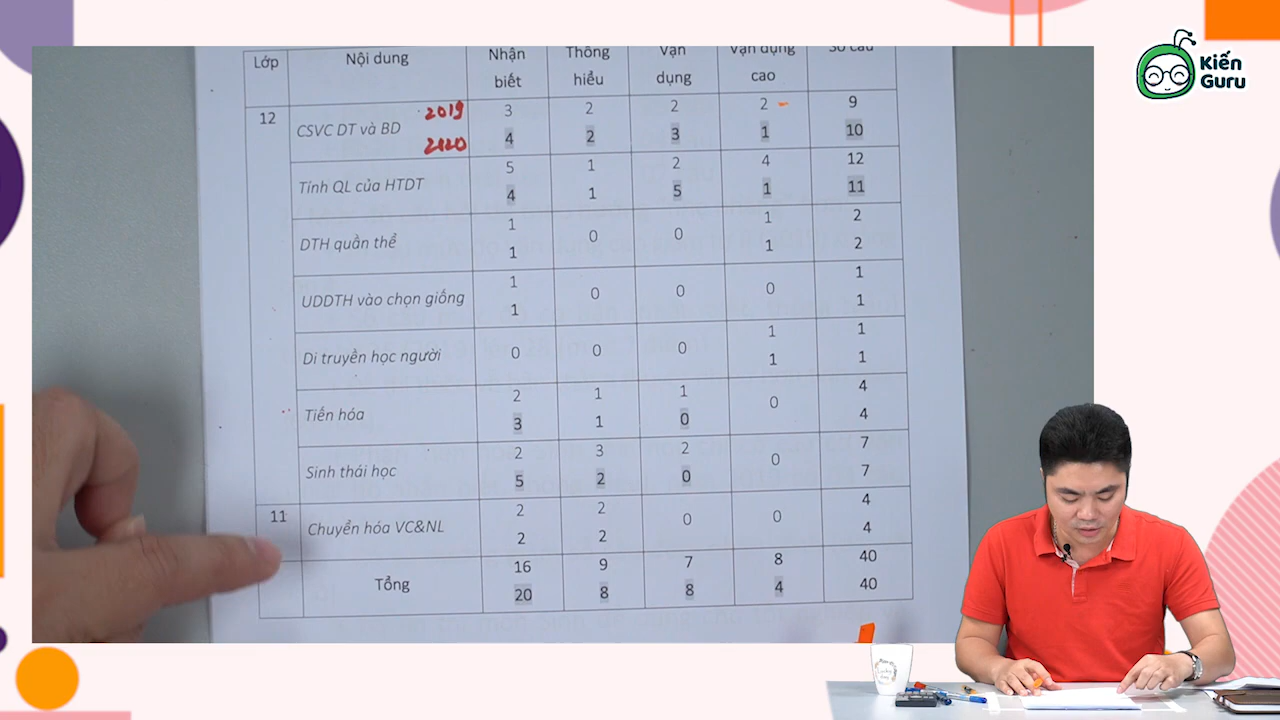 Kiến
Guru
Lớp Nội dung Nhận biết Thông hiểu Vận dụng Vận dụng cao Số câu
12 CSVC DT và BD 2019 3 2 2 2 9
2020 4 2 3 1 10
Tính QL của HTDT 5 1 2 4 12
4 1 5 1 11
DTH quần thể 1 0 0 1 2
1 1 2
UDDTH vào chọn giống 1 0 0 0 1
1 1
Di truyền học người 0 0 0 1 1
1 1
Tiến hóa 2 1 1 0 4
3 1 0 4
Sinh thái học 2 3 2 0 7
5 2 0 7
11 Chuyển hóa VC&NL 2 2 0 0 4
2 2 4
Tổng 16 9 7 8 40
20 8 8 4 40